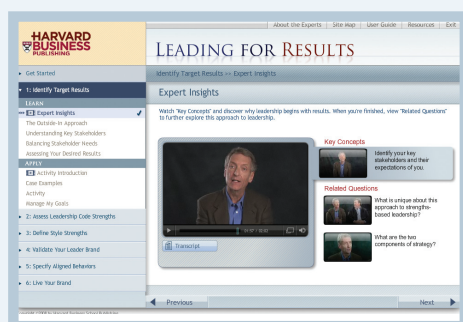 About the Experts | Site Map | User Guide | Resources | Exit
HARVARD
BUSINESS
PUBLISHING
LEADING FOR RESULTS
Get Started
1: Identify Target Results
LEARN
Expert Insights
The Outside-In Approach
Understanding Key Stakeholders
Balancing Stakeholder Needs
Assessing Your Desired Results
APPLY
Activity Introduction
Case Examples
Activity
Manage My Goals
2: Assess Leadership Code Strengths
3: Define Style Strengths
4: Validate Your Leader Brand
5: Specify Aligned Behaviors
6: Live Your Brand
Identify Target Results >> Expert Insights
Expert Insights
Watch "Key Concepts" and discover why leadership begins with results. When you're finished, view "Related Questions"
to further explore this approach to leadership.
Transcript
Key Concepts
Identify your key
stakeholders and their
expectations of you.
Related Questions
What is unique about this
approach to strengths-
based leadership?
What are the two
components of strategy?
Previous
Next